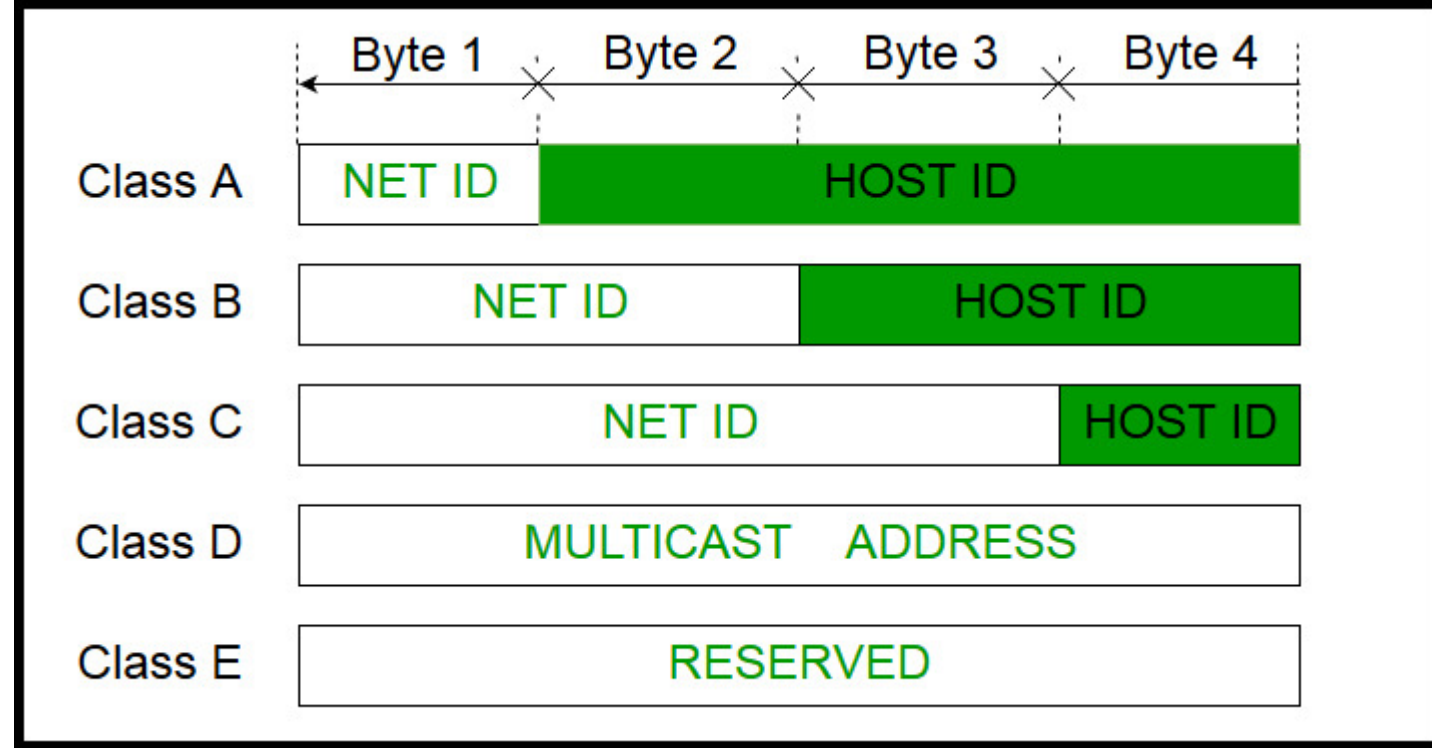 Byte 1 Byte 2 Byte 3 Byte 4
Class A NET ID HOST ID
Class B NET ID HOST ID
Class C NET ID HOST ID
Class D MULTICAST ADDRESS
Class E RESERVED